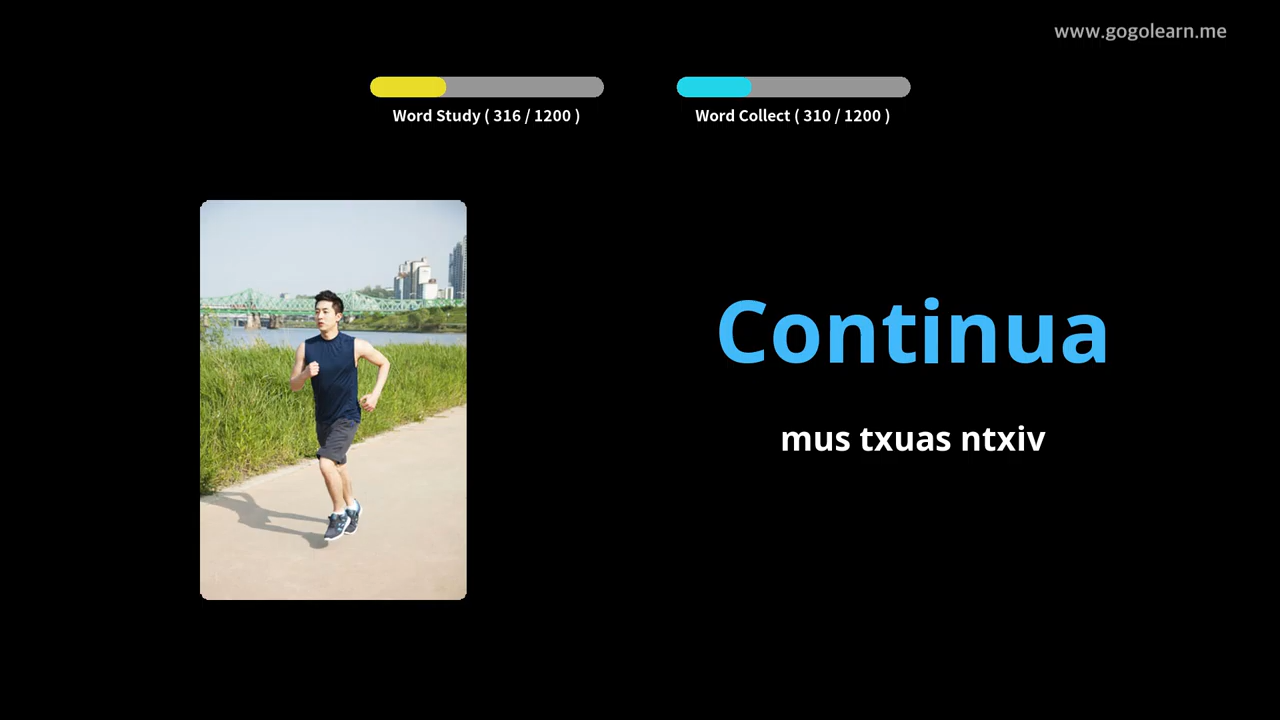 www.gogolearn.me
Word Study ( 316 / 1200 )
Word Collect ( 310 / 1200 )
Continua
mus txuas ntxiv